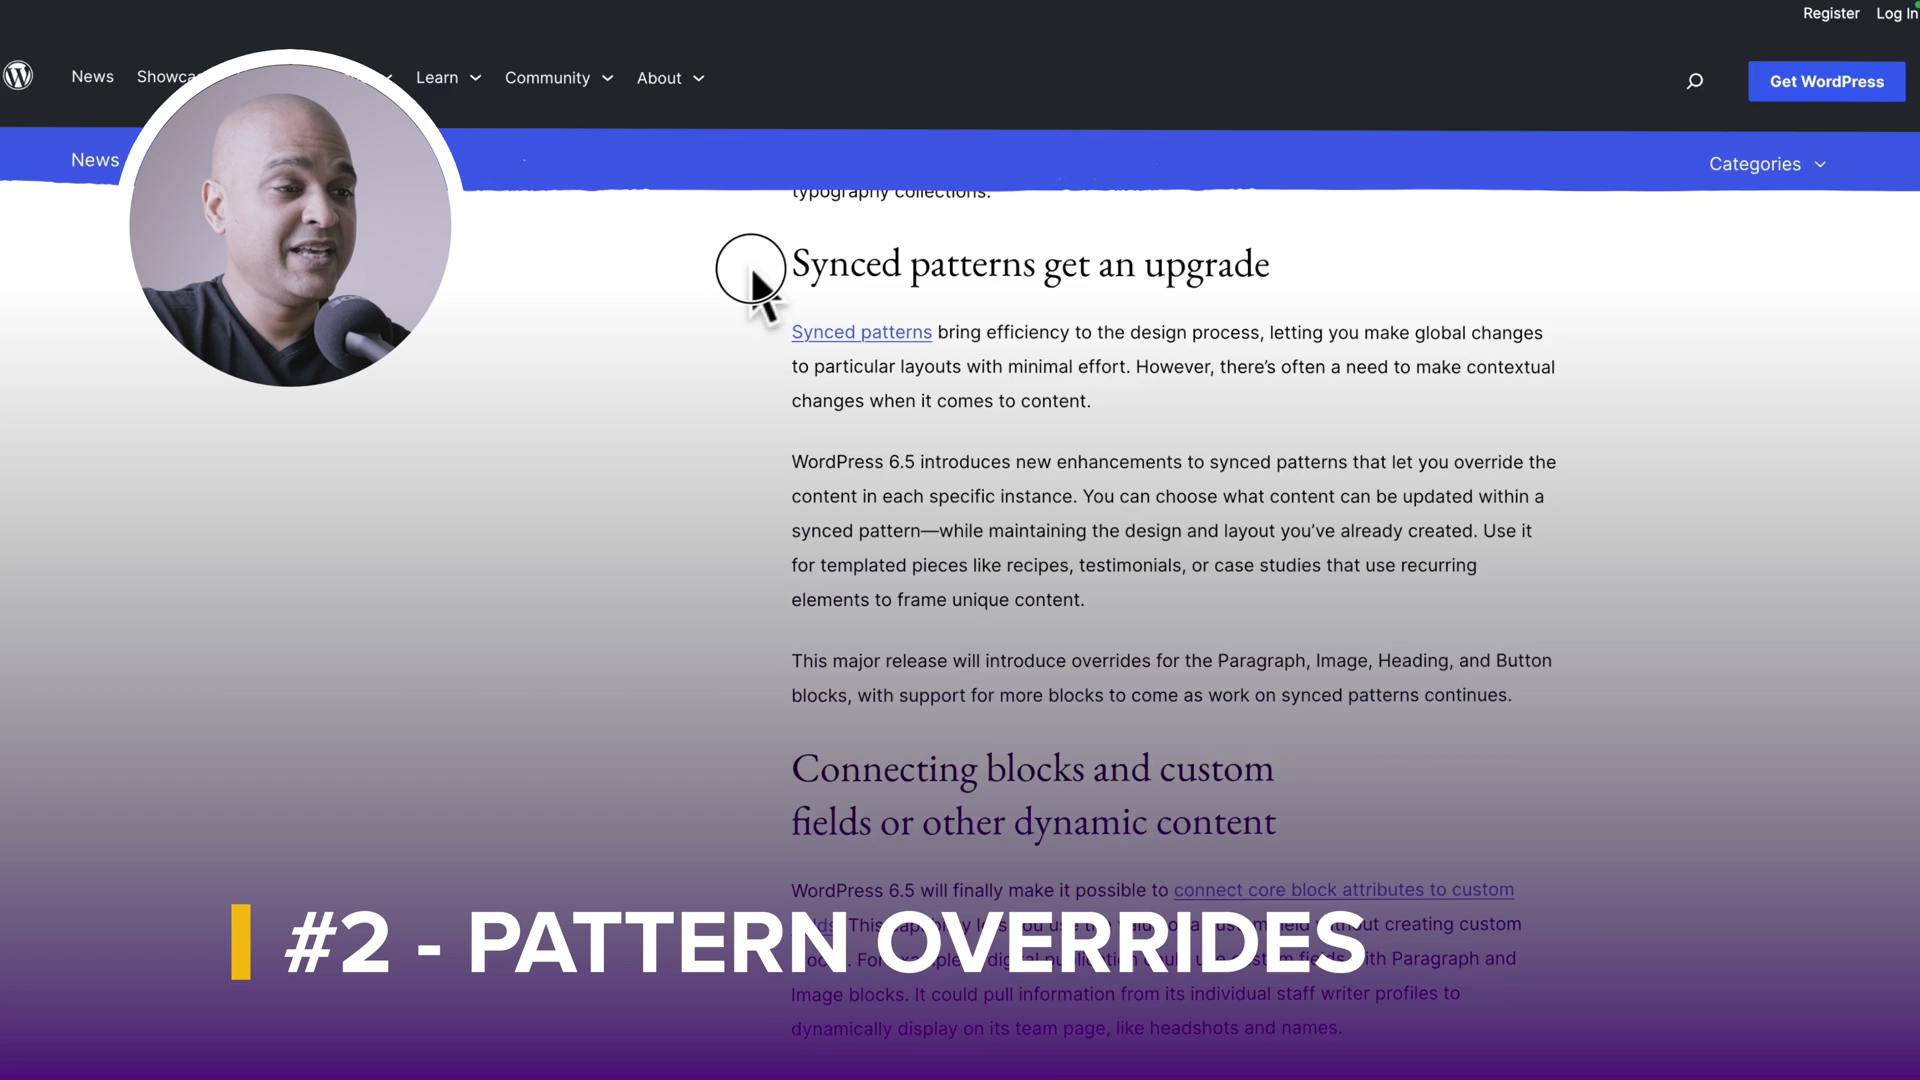 Register Log In
News Showca Learn Community About
Get WordPress
News
Categories
typography collections.
Synced patterns get an upgrade
Synced patterns bring efficiency to the design process, letting you make global changes
to particular layouts with minimal effort. However, there's often a need to make contextual
changes when it comes to content.
WordPress 6.5 introduces new enhancements to synced patterns that let you override the
content in each specific instance. You can choose what content can be updated within a
synced pattern—while maintaining the design and layout you've already created. Use it
for templated pieces like recipes, testimonials, or case studies that use recurring
elements to frame unique content.
This major release will introduce overrides for the Paragraph, Image, Heading, and Button
blocks, with support for more blocks to come as work on synced patterns continues.
Connecting blocks and custom
fields or other dynamic content
WordPress 6.5 will finally make it possible to connect core block attributes to custom
This creating custom
#2 - PATTERN OVERRIDES
Paragraph and
Image blocks. It could pull information from its individual staff writer profiles to
dynamically display on its team page, like headshots and names.